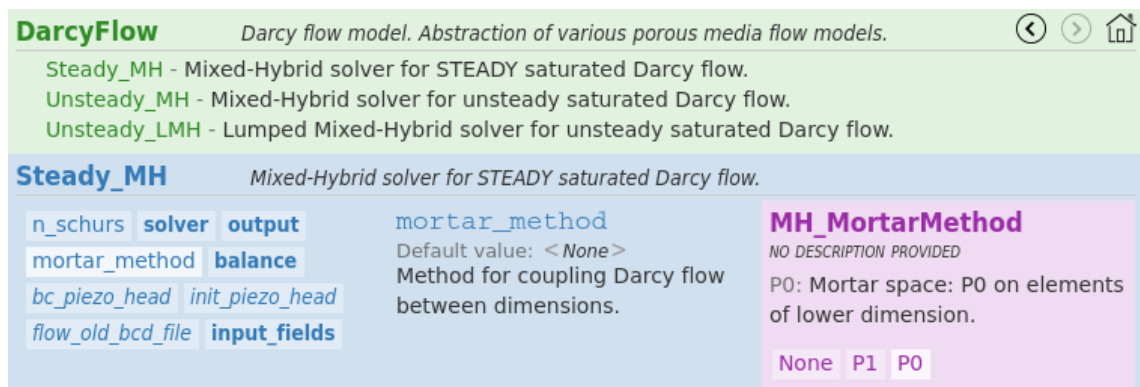 DarcyFlow Darcy flow model. Abstraction of various porous media flow models.
Steady_MH - Mixed-Hybrid solver for STEADY saturated Darcy flow.
Unsteady_MH - Mixed-Hybrid solver for unsteady saturated Darcy flow.
Unsteady_LMH - Lumped Mixed-Hybrid solver for unsteady saturated Darcy flow.
Steady_MH Mixed-Hybrid solver for STEADY saturated Darcy flow.
n_schurs solver output
mortar_method balance
bc_piezo_head init_piezo_head
flow_old_bcd_file input_fields
mortar_method
Default value: <None>
Method for coupling Darcy flow
between dimensions.
MH_MortarMethod
NO DESCRIPTION PROVIDED
P0: Mortar space: P0 on elements
of lower dimension.
None P1 P0